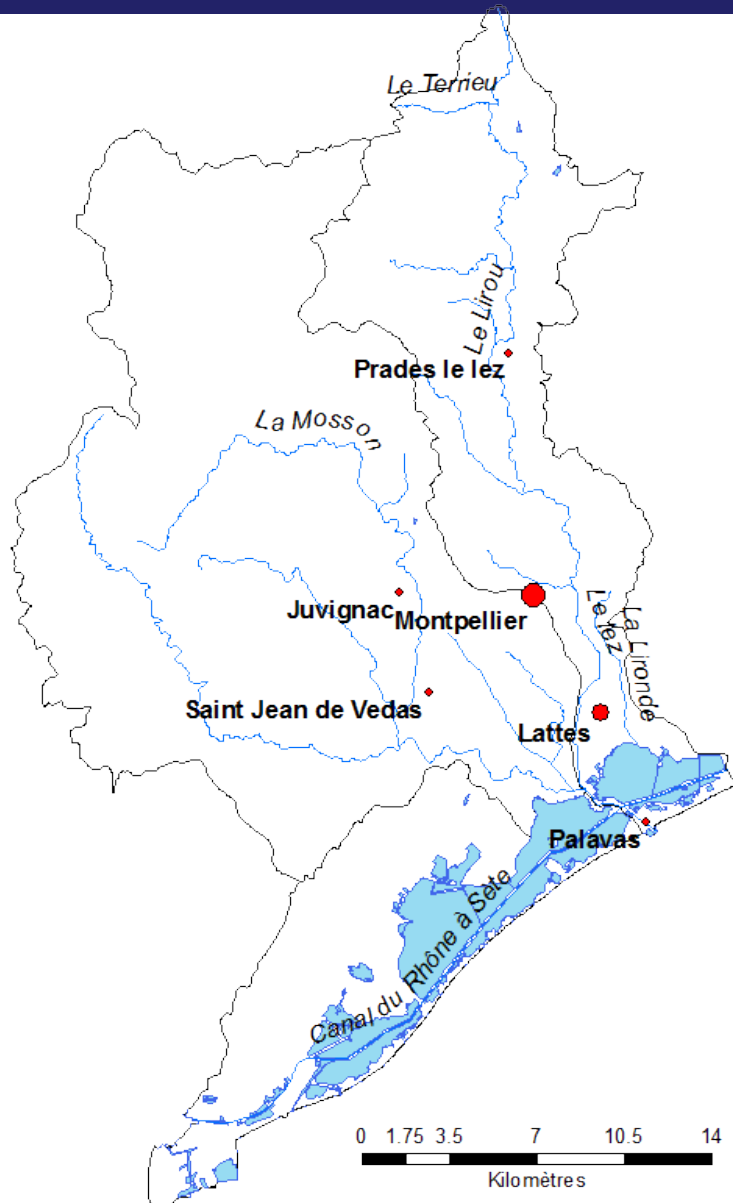 Le Terrieu
Le Lirou
Prades le lez
La Mosson
Juvignac
Montpellier
Le lez
La Lironde
Saint Jean de Vedas
Lattes
Palavas
Canal du Rhône à Sète
0 1.75 3.5 7 10.5 14
Kilomètres